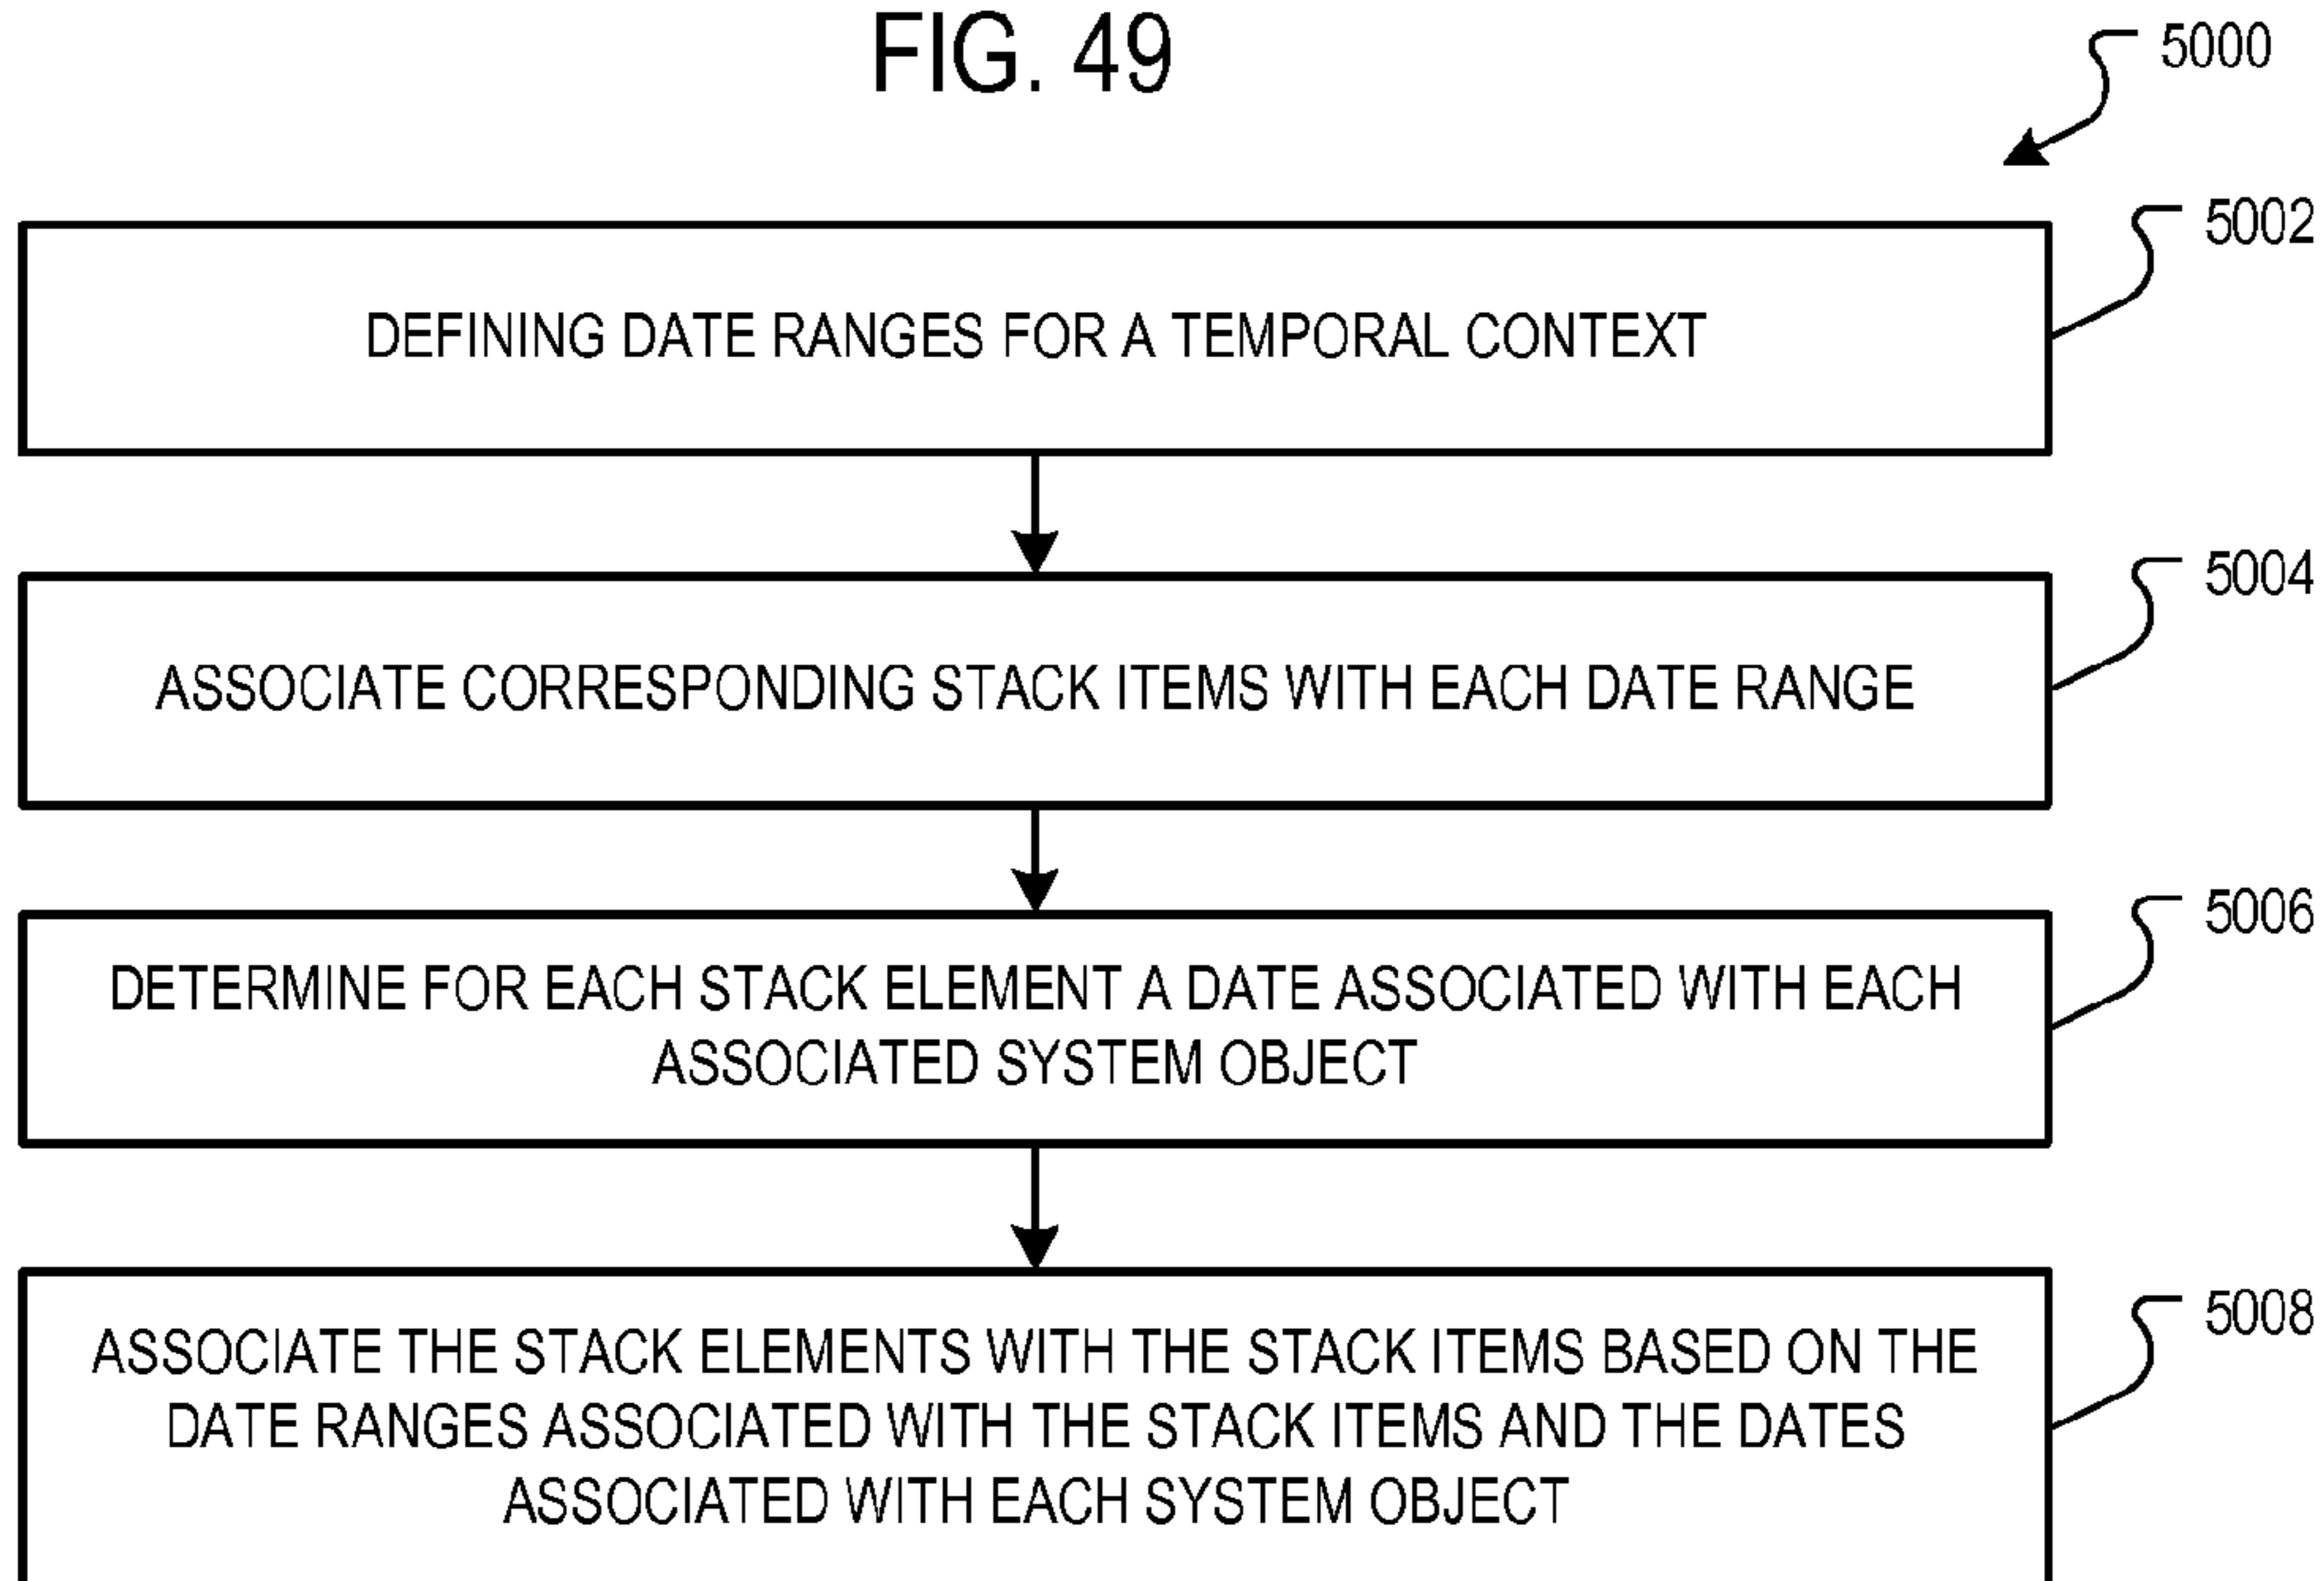 FIG. 49
5000
5002
DEFINING DATE RANGES FOR A TEMPORAL CONTEXT
5004
ASSOCIATE CORRESPONDING STACK ITEMS WITH EACH DATE RANGE
5006
DETERMINE FOR EACH STACK ELEMENT A DATE ASSOCIATED WITH EACH
ASSOCIATED SYSTEM OBJECT
5008
ASSOCIATE THE STACK ELEMENTS WITH THE STACK ITEMS BASED ON THE
DATE RANGES ASSOCIATED WITH THE STACK ITEMS AND THE DATES
ASSOCIATED WITH EACH SYSTEM OBJECT